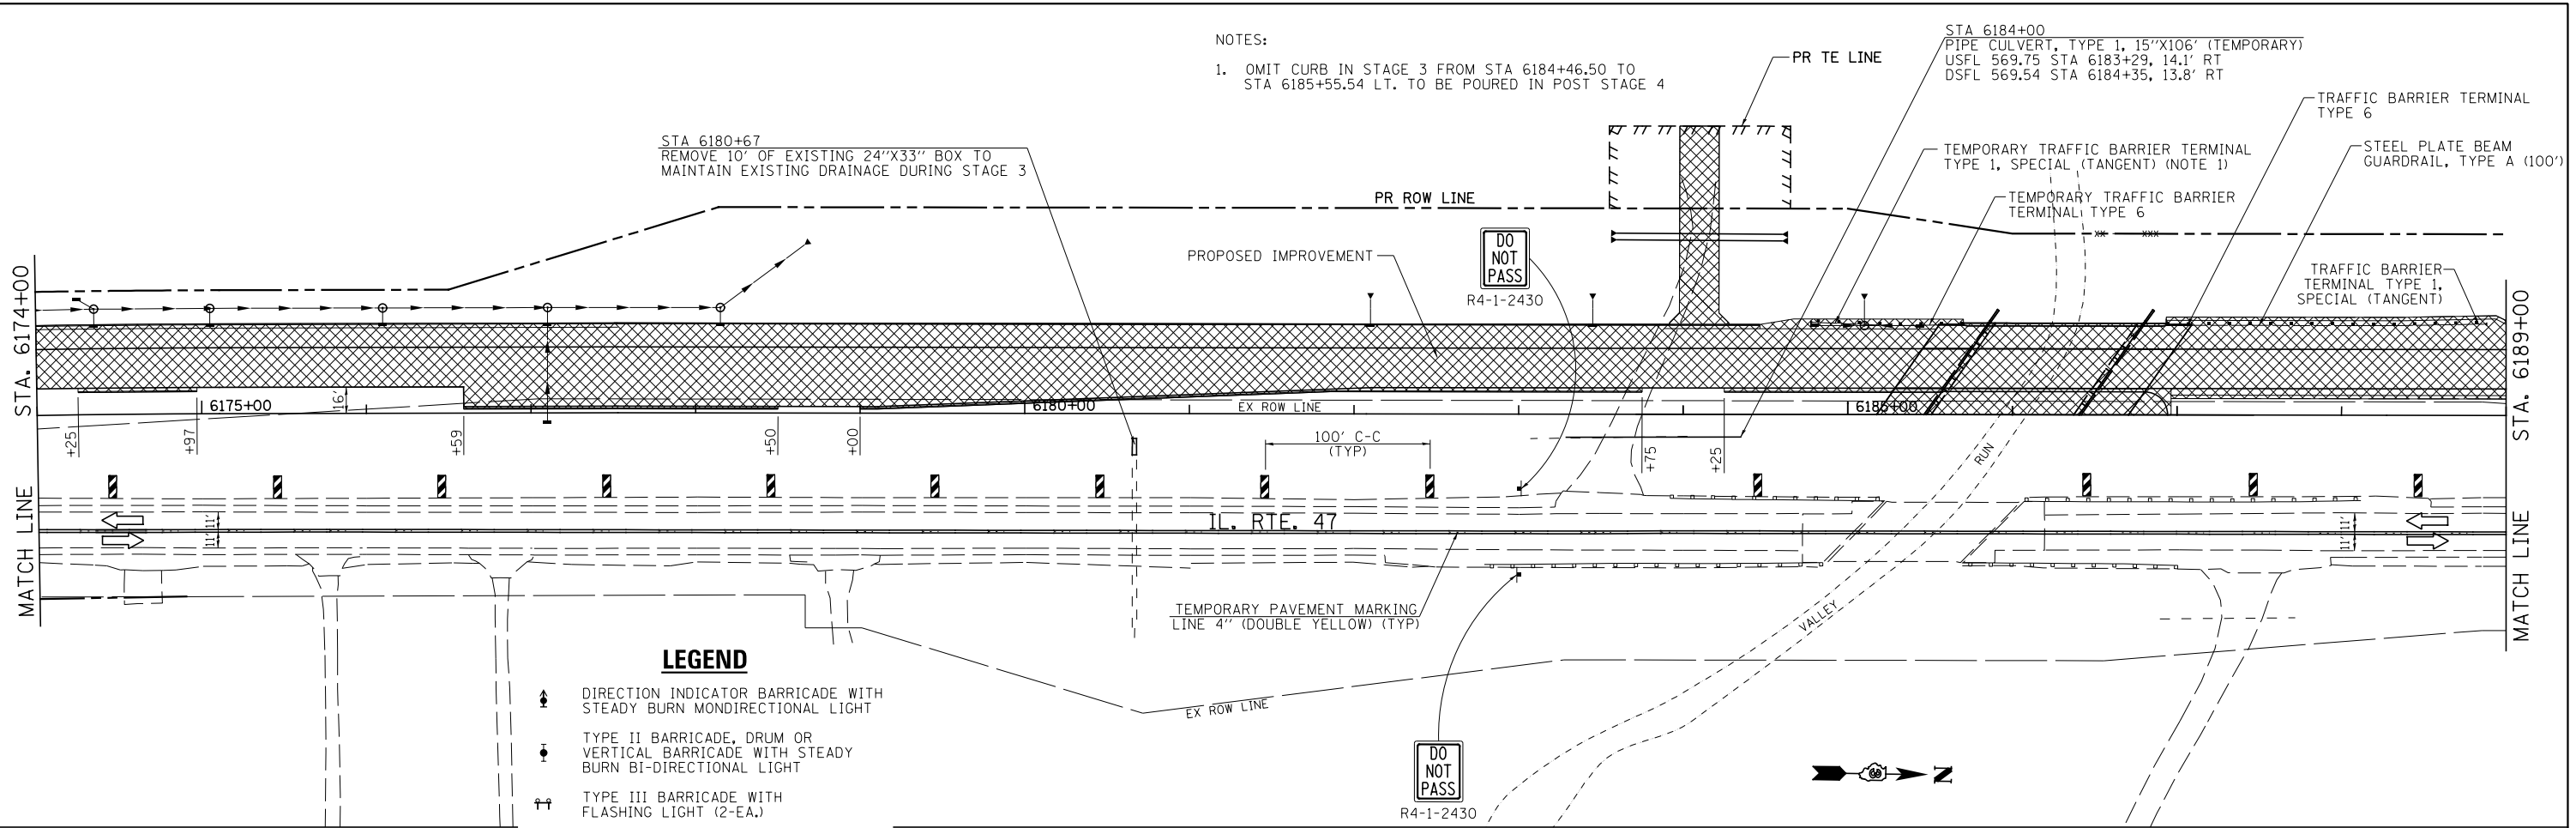 NOTES:
1. OMIT CURB IN STAGE 3 FROM STA 6184+46.50 TO
STA 6185+55.54 LT. TO BE POURED IN POST STAGE 4
PR TE LINE
STA 6184+00
PIPE CULVERT, TYPE 1, 15''X106' (TEMPORARY)
USFL 569.75 STA 6183+29, 14.1' RT
DSFL 569.54 STA 6184+35, 13.8' RT
TRAFFIC BARRIER TERMINAL
TYPE 6
STA 6180+67
REMOVE 10' OF EXISTING 24''X33'' BOX TO
MAINTAIN EXISTING DRAINAGE DURING STAGE 3
TEMPORARY TRAFFIC BARRIER TERMINAL
TYPE 1, SPECIAL (TANGENT) (NOTE 1)
STEEL PLATE BEAM
GUARDRAIL, TYPE A (100')
PR ROW LINE
TEMPORARY TRAFFIC BARRIER
TERMINAL TYPE 6
XX
XXX
DO
NOT
PASS
R4-1-2430
PROPOSED IMPROVEMENT
TRAFFIC BARRIER
TERMINAL TYPE 1,
SPECIAL (TANGENT)
MATCH LINE STA. 6174+00
MATCH LINE STA. 6189+00
6175+00
16'
EX ROW LINE
6180+00
6185+00
+25
+97
+59
+50
+00
100' C-C
(TYP)
+75
+25
RUN
11'
11'
IL. RTE. 47
11'
11'
TEMPORARY PAVEMENT MARKING
LINE 4'' (DOUBLE YELLOW) (TYP)
VALLEY
EX ROW LINE
LEGEND
DIRECTION INDICATOR BARRICADE WITH
STEADY BURN MONDIRECTIONAL LIGHT
TYPE II BARRICADE, DRUM OR
VERTICAL BARRICADE WITH STEADY
BURN BI-DIRECTIONAL LIGHT
TYPE III BARRICADE WITH
FLASHING LIGHT (2-EA.)
DO
NOT
PASS
R4-1-2430
N